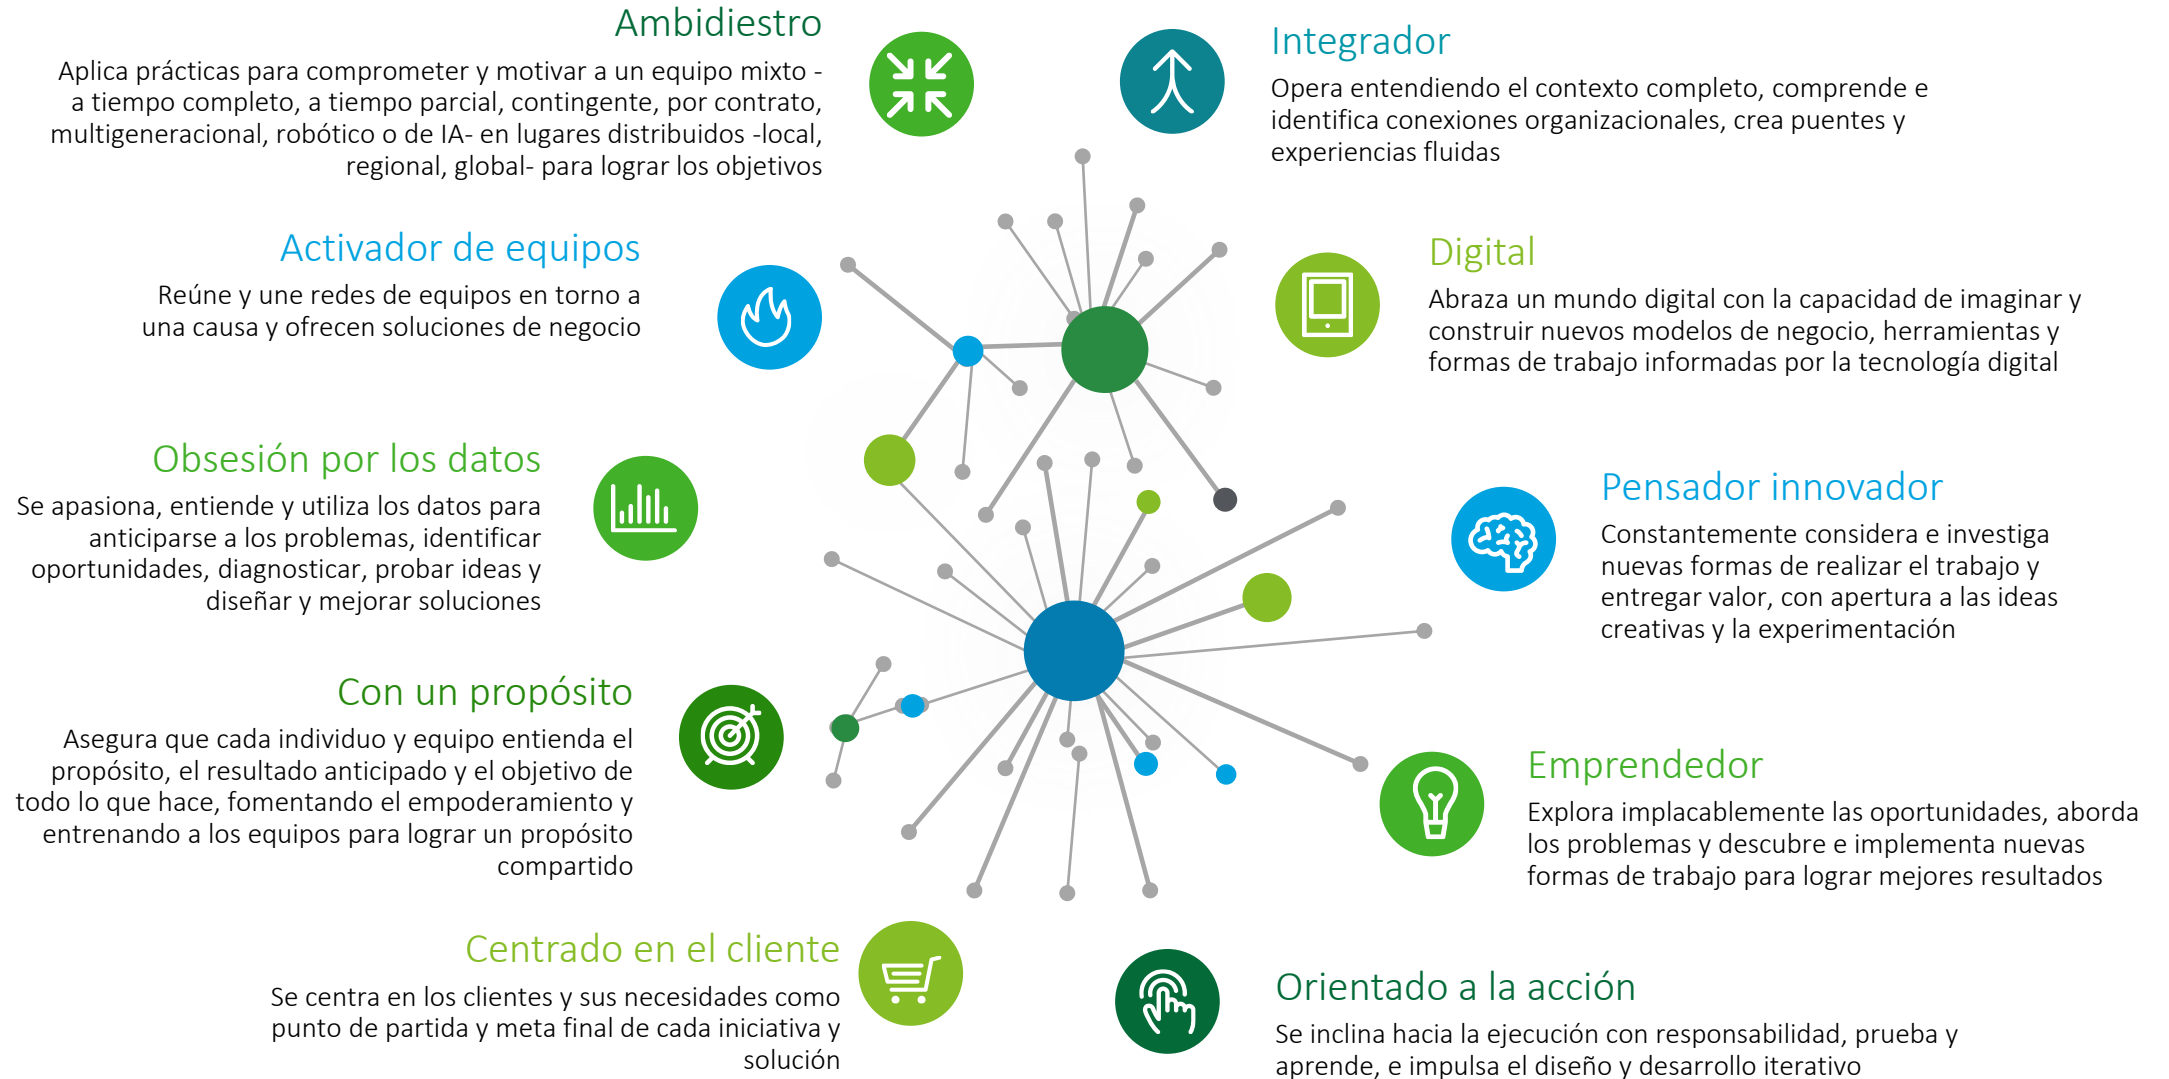 Ambidiestro
Aplica prácticas para comprometer y motivar a un equipo mixto -
a tiempo completo, a tiempo parcial, contingente, por contrato,
multigeneracional, robótico o de IA- en lugares distribuidos -local,
regional, global- para lograr los objetivos
Activador de equipos
Reúne y une redes de equipos en torno a
una causa y ofrecen soluciones de negocio
Obsesión por los datos
Se apasiona, entiende y utiliza los datos para
anticiparse a los problemas, identificar
oportunidades, diagnosticar, probar ideas y
diseñar y mejorar soluciones
Con un propósito
Asegura que cada individuo y equipo entienda el
propósito, el resultado anticipado y el objetivo de
todo lo que hace, fomentando el empoderamiento y
entrenando a los equipos para lograr un propósito
compartido
Centrado en el cliente
Se centra en los clientes y sus necesidades como
punto de partida y meta final de cada iniciativa y
solución
Integrador
Opera entendiendo el contexto completo, comprende e
identifica conexiones organizacionales, crea puentes y
experiencias fluidas
Digital
Abraza un mundo digital con la capacidad de imaginar y
construir nuevos modelos de negocio, herramientas y
formas de trabajo informadas por la tecnología digital
Pensador innovador
Constantemente considera e investiga
nuevas formas de realizar el trabajo y
entregar valor, con apertura a las ideas
creativas y la experimentación
Emprendedor
Explora implacablemente las oportunidades, aborda
los problemas y descubre e implementa nuevas
formas de trabajo para lograr mejores resultados
Orientado a la acción
Se inclina hacia la ejecución con responsabilidad, prueba y
aprende, e impulsa el diseño y desarrollo iterativo